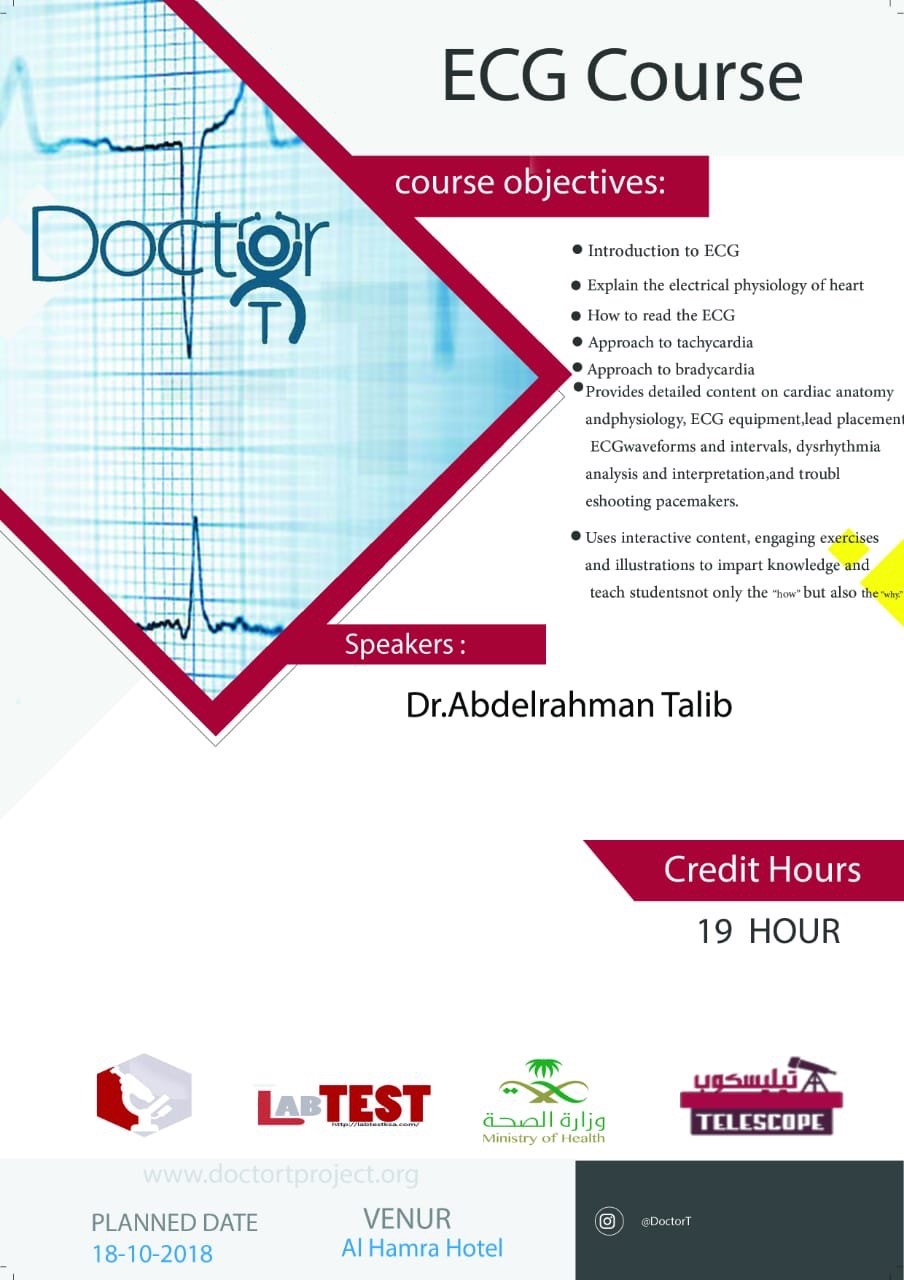 ECG Course
course objectives:
Doctor
T
• Introduction to ECG
• Explain the electrical physiology of heart
• How to read the ECG
• Approach to tachycardia
• Approach to bradycardia
• Provides detailed content on cardiac anatomy
andphysiology, ECG equipment,lead placement
ECGwaveforms and intervals, dysrhythmia
analysis and interpretation,and troubl
eshooting pacemakers.
• Uses interactive content, engaging exercises
and illustrations to impart knowledge and
teach studentsnot only the "how" but also the "why."
Speakers :
Dr.Abdelrahman Talib
Credit Hours
19 HOUR
LABTEST
http://labtestksa.com/
وزارة الصحة
Ministry of Health
تيليسكوب
TELESCOPE
www.doctortproject.org
PLANNED DATE
18-10-2018
VENUR
Al Hamra Hotel
@DoctorT